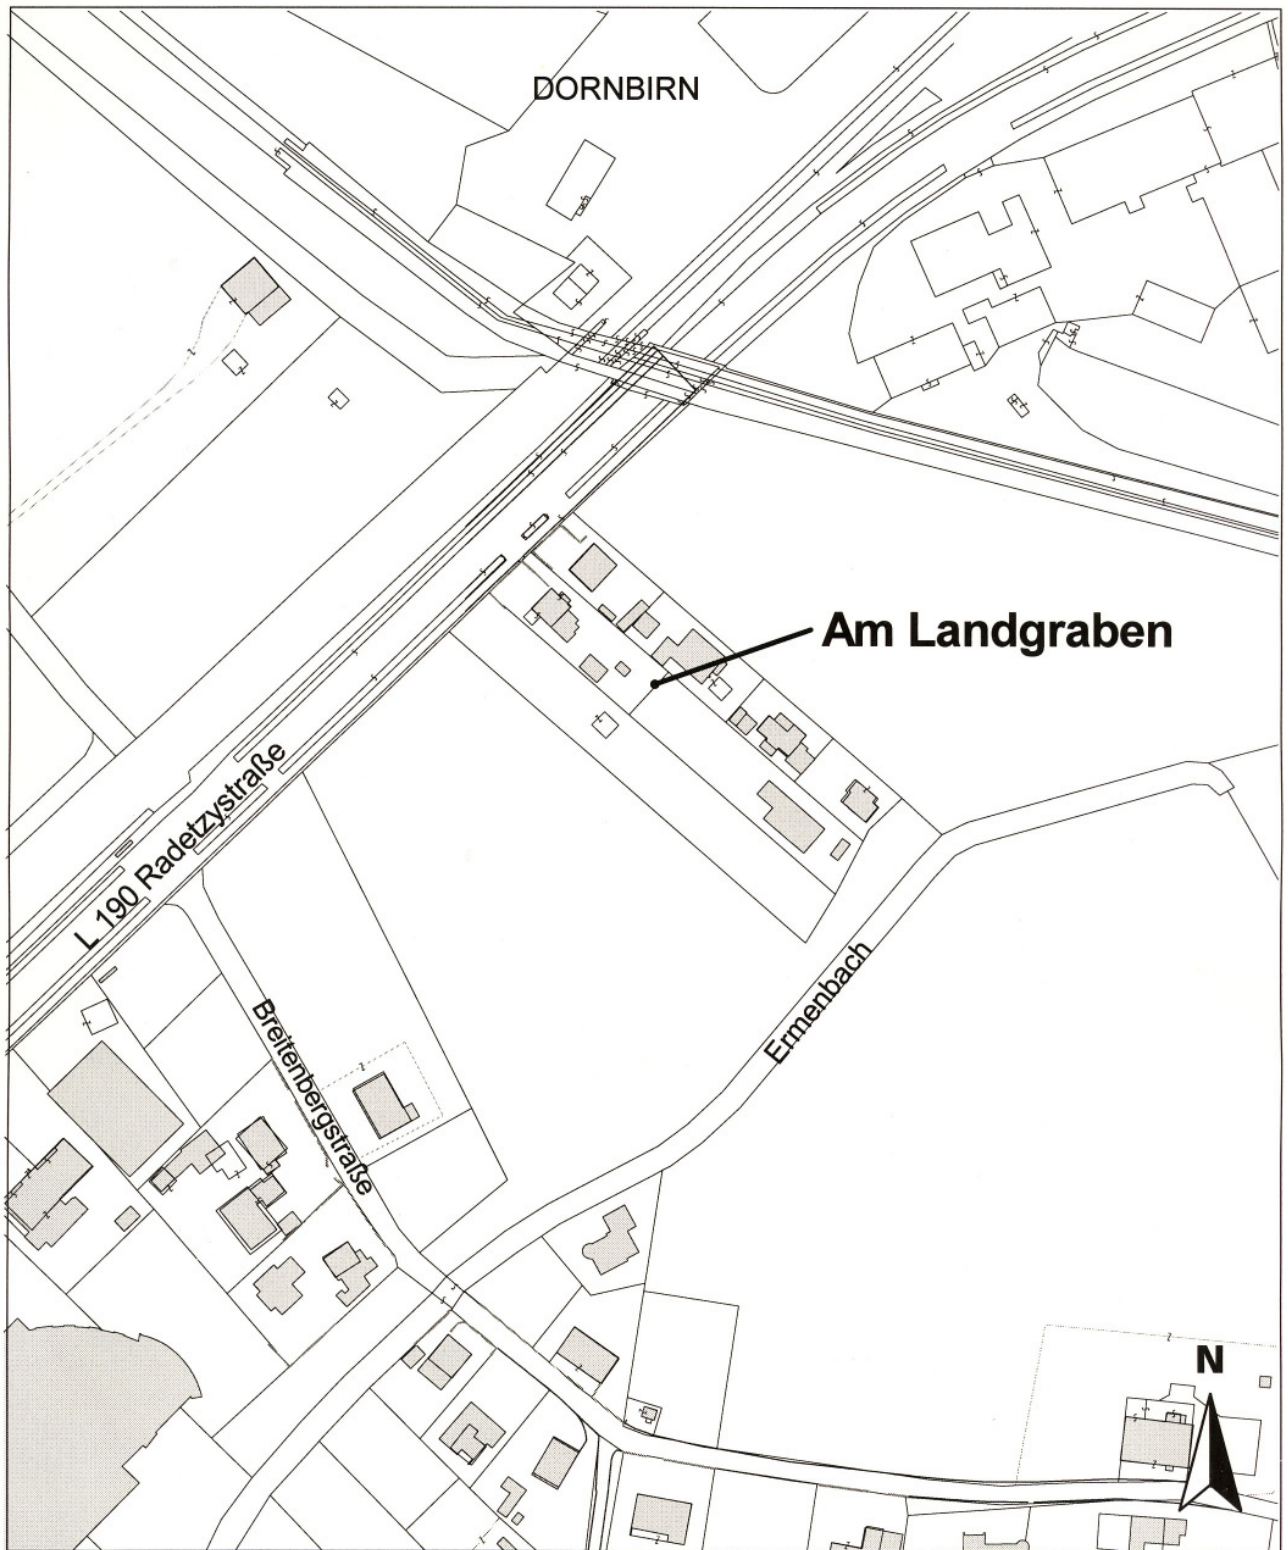 DORNBIRN
Am Landgraben
L 190 Radetzystraße
Breitenbergstraße
Ermenbach
N